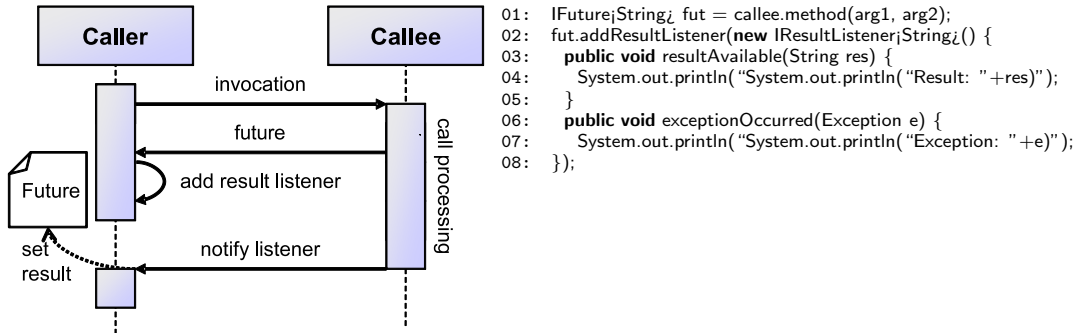 Caller
Callee
invocation
future
add result listener
Future
call processing
notify listener
set
result
01: IFuture¡String¿ fut = callee.method(arg1, arg2);
02: fut.addResultListener(new IResultListener¡String¿() {
03: public void resultAvailable(String res) {
04: System.out.println(“System.out.println(“Result: ”+res)”);
05: }
06: public void exceptionOccurred(Exception e) {
07: System.out.println(“System.out.println(“Exception: ”+e)”);
08: });